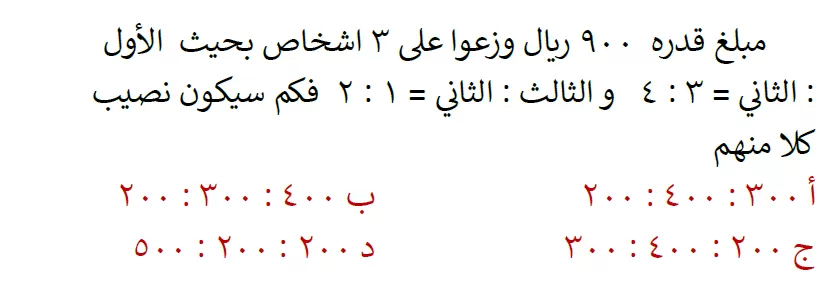 مبلغ قدره ٩٠٠ ريال وزعوا على ٣ اشخاص بحيث الأول
: الثاني = ٣ : ٤ و الثالث : الثاني = ١ : ٢ فكم سيكون نصيب
كلا منهم
أ ٣٠٠ : ٤٠٠ : ٢٠٠ ب ٤٠٠ : ٣٠٠ : ٢٠٠
ج ٢٠٠ : ٤٠٠ : ٣٠٠ د ٢٠٠ : ٢٠٠ : ٥٠٠